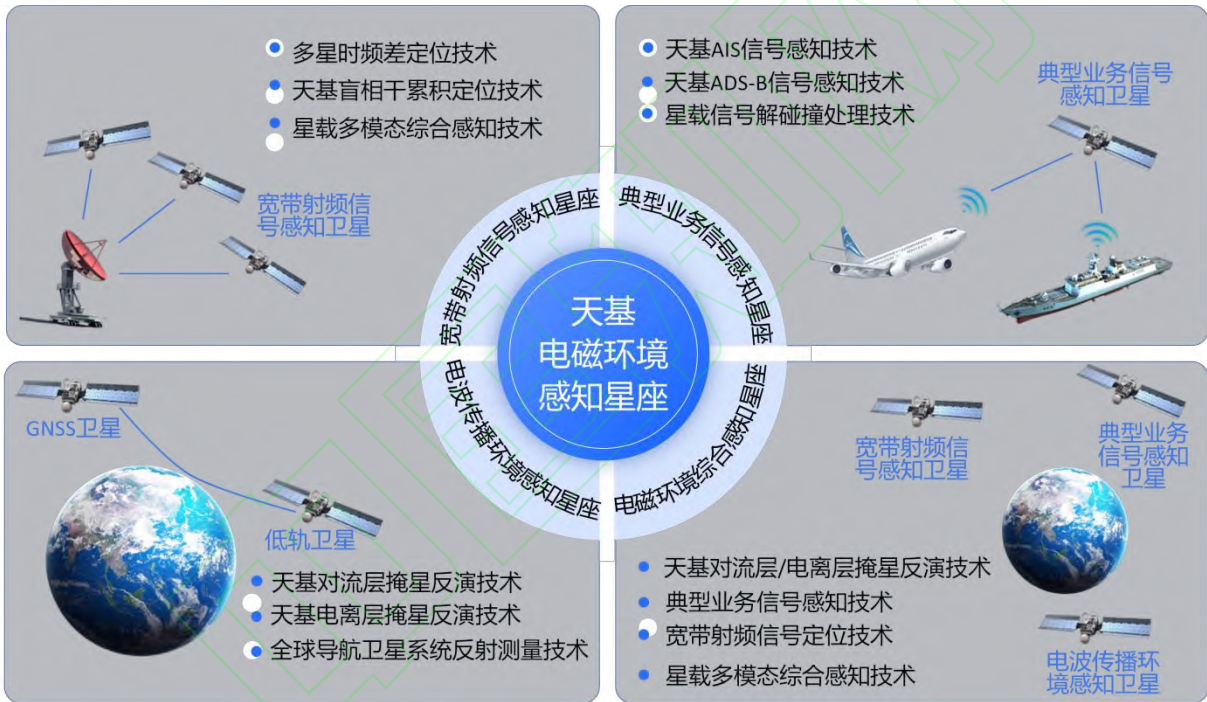 多星时频差定位技术
天基盲相干累积定位技术
星载多模态综合感知技术
宽带射频信
号感知卫星
天基AIS信号感知技术
天基ADS-B信号感知技术
星载信号解碰撞处理技术
典型业务信号
感知卫星
宽带射频信号感知星座
典型业务信号感知星座
天基
电磁环境
感知星座
电波传播环境感知星座
电磁环境综合感知星座
GNSS卫星
低轨卫星
天基对流层掩星反演技术
天基电离层掩星反演技术
全球导航卫星系统反射测量技术
宽带射频信
号感知卫星
典型业务
信号感知
卫星
天基对流层/电离层掩星反演技术
典型业务信号感知技术
宽带射频信号定位技术
星载多模态综合感知技术
电波传播环
境感知卫星